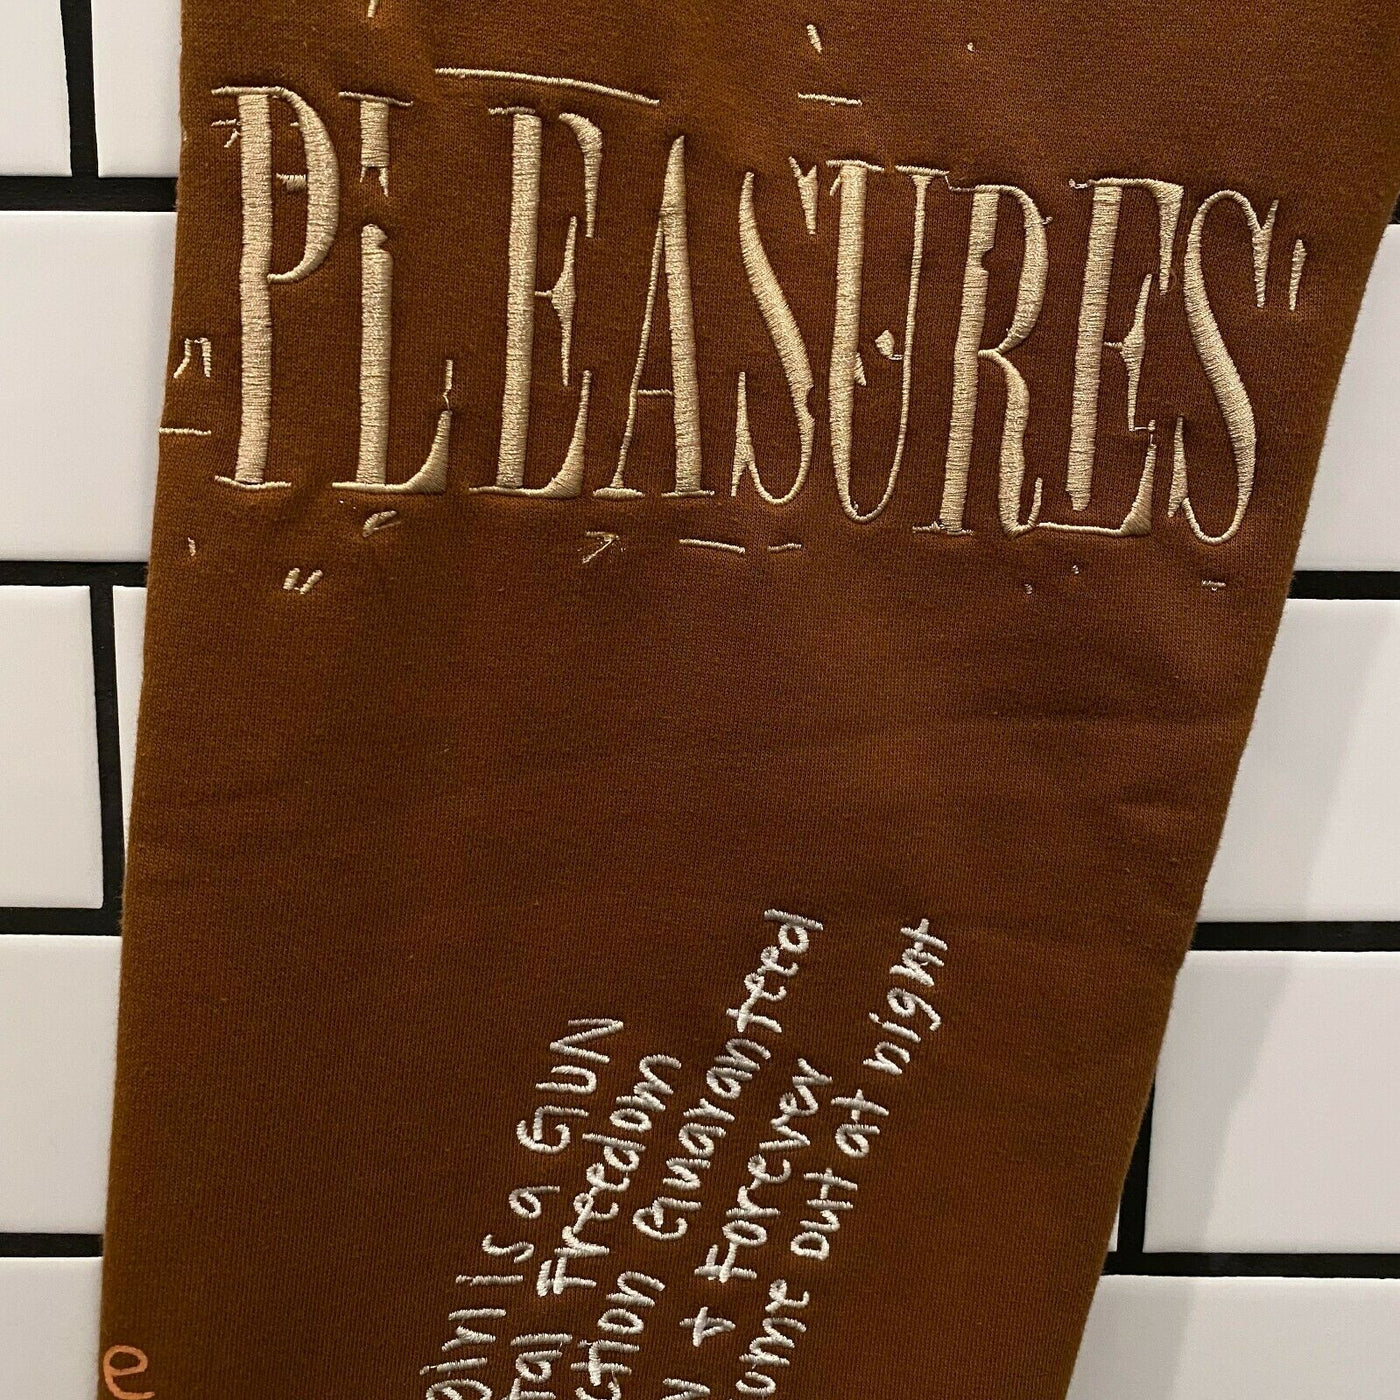 PLEASURES
is a GUN
Freedom
Guaranteed
+ Forever
out at night
e